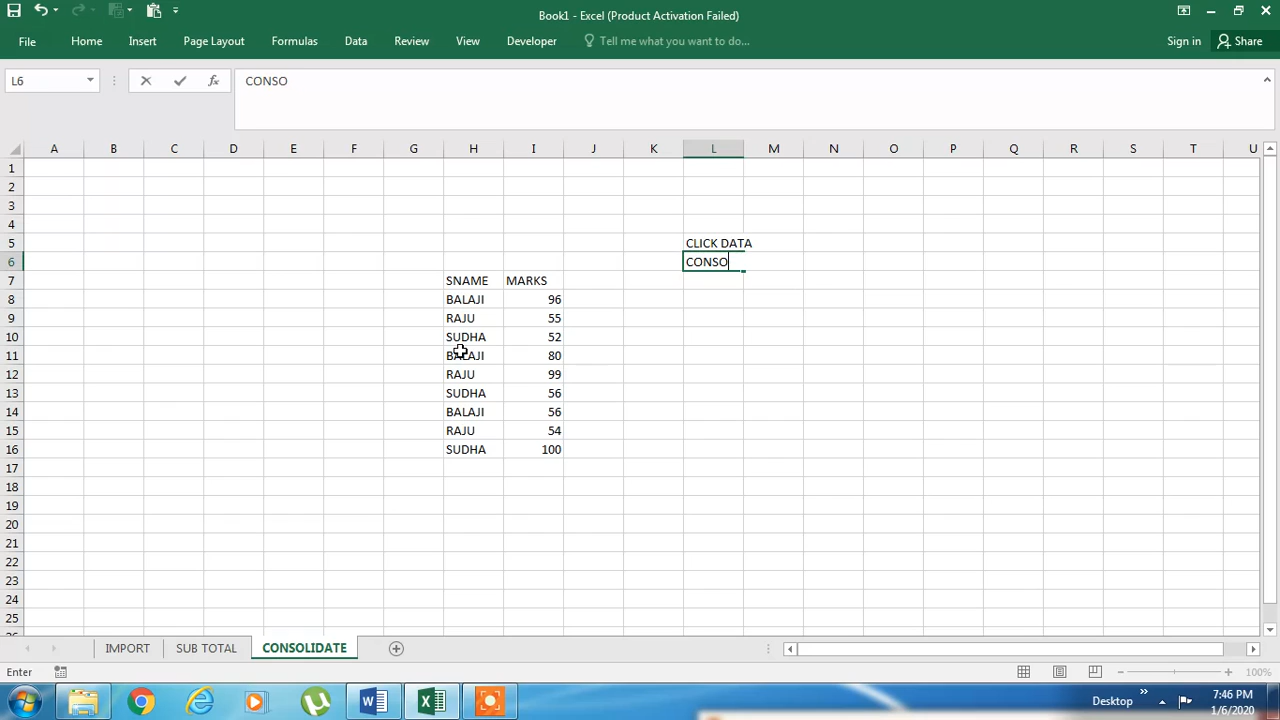 Book1 - Excel (Product Activation Failed)
File Home Insert Page Layout Formulas Data Review View Developer Tell me what you want to do... Sign in Share
L6 fx CONSO
A B C D E F G H I J K L M N O P Q R S T U
1
2
3
4
5 CLICK DATA
6 CONSO
7 SNAME MARKS
8 BALAJI 96
9 RAJU 55
10 SUDHA 52
11 BALAJI 80
12 RAJU 99
13 SUDHA 56
14 BALAJI 56
15 RAJU 54
16 SUDHA 100
17
18
19
20
21
22
23
24
25
26
IMPORT SUB TOTAL CONSOLIDATE
Enter 100%
Desktop 7:46 PM
1/6/2020